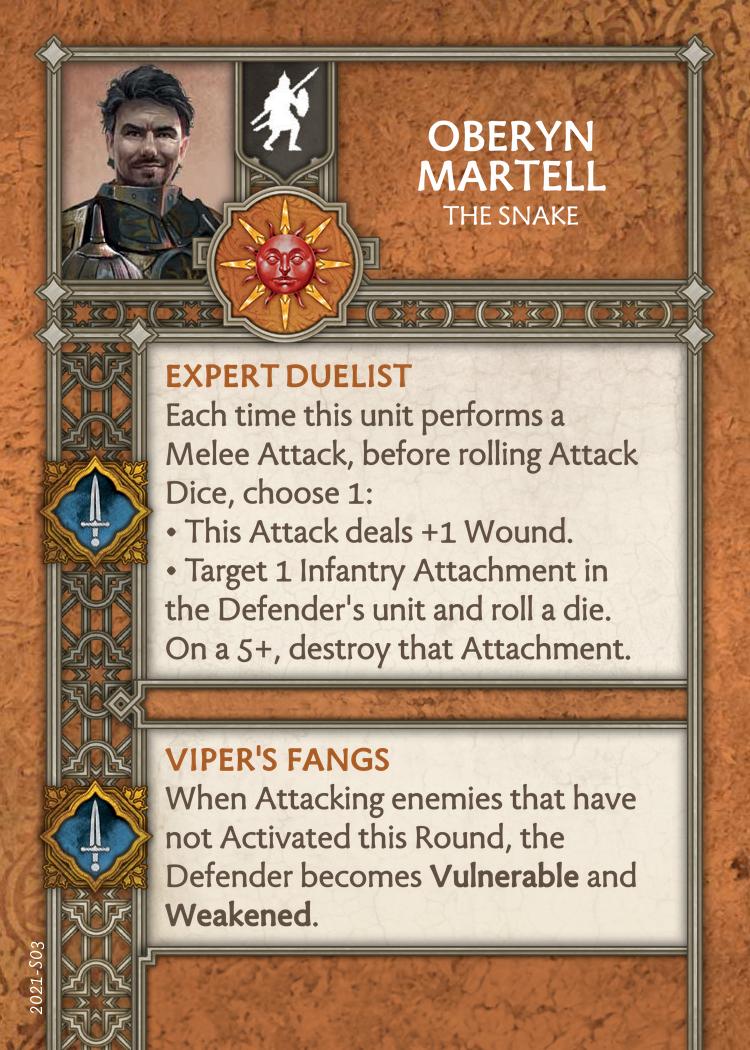 OBERYN
MARTELL
THE SNAKE
EXPERT DUELIST
Each time this unit performs a
Melee Attack, before rolling Attack
Dice, choose 1:
• This Attack deals +1 Wound.
• Target 1 Infantry Attachment in
the Defender's unit and roll a die.
On a 5+, destroy that Attachment.
VIPER'S FANGS
When Attacking enemies that have
not Activated this Round, the
Defender becomes Vulnerable and
Weakened.
2021-S03